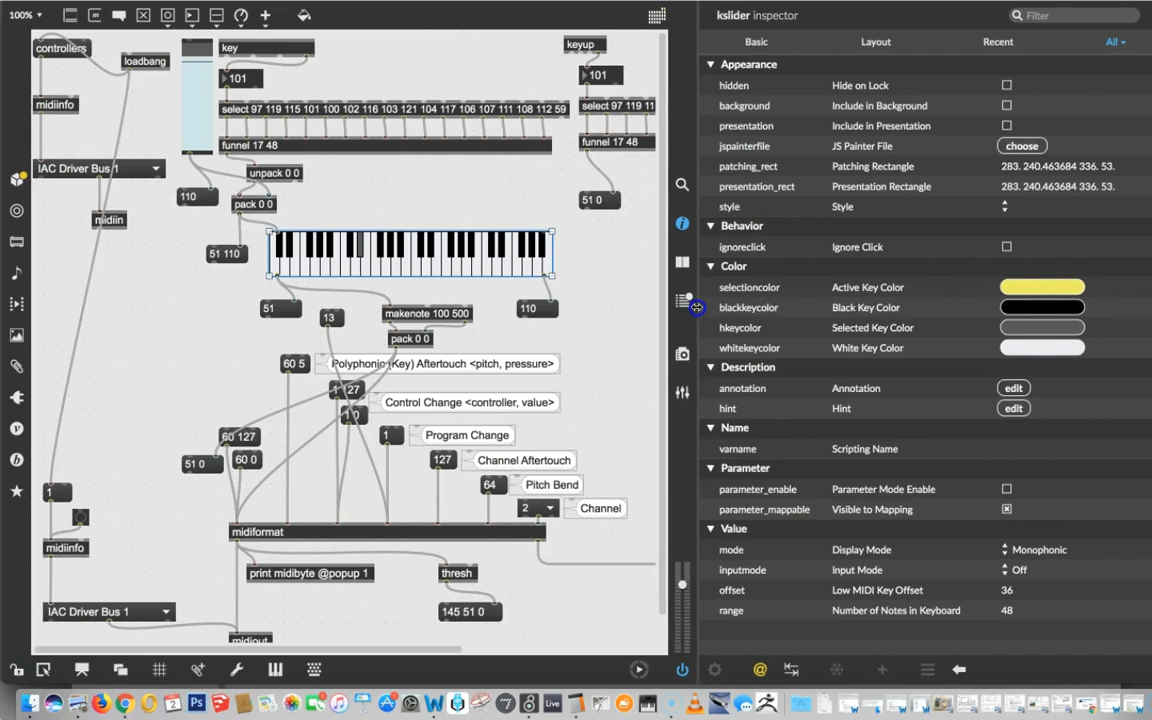 100%
kslider inspector
Filter
Basic
Layout
Recent
All
controllers
loadbang
key
keyup
midiinfo
101
101
select 97 119 115 101 100 102 116 103 121 104 117 106 107 111 108 112 59
select 97 119 11
funnel 17 48
funnel 17 48
IAC Driver Bus 1
unpack 0 0
110
pack 0 0
51 0
midiin
51 110
51
13
makenote 100 500
110
pack 0 0
60 5
Polyphonic (Key) Aftertouch <pitch, pressure>
1 127
Control Change <controller, value>
1 0
60 127
1
Program Change
51 0
60 0
127
Channel Aftertouch
64
Pitch Bend
1
2
Channel
midiformat
midiinfo
print midibyte @popup 1
thresh
IAC Driver Bus 1
145 51 0
midiout
Appearance
hidden Hide on Lock
background Include in Background
presentation Include in Presentation
jspainterfile JS Painter File choose
patching_rect Patching Rectangle 283. 240.463684 336. 53.
presentation_rect Presentation Rectangle 283. 240.463684 336. 53.
style Style
Behavior
ignoreclick Ignore Click
Color
selectioncolor Active Key Color
blackkeycolor Black Key Color
hkeycolor Selected Key Color
whitekeycolor White Key Color
Description
annotation Annotation edit
hint Hint edit
Name
varname Scripting Name
Parameter
parameter_enable Parameter Mode Enable
parameter_mappable Visible to Mapping
Value
mode Display Mode Monophonic
inputmode Input Mode Off
offset Low MIDI Key Offset 36
range Number of Notes in Keyboard 48
Ps
Live